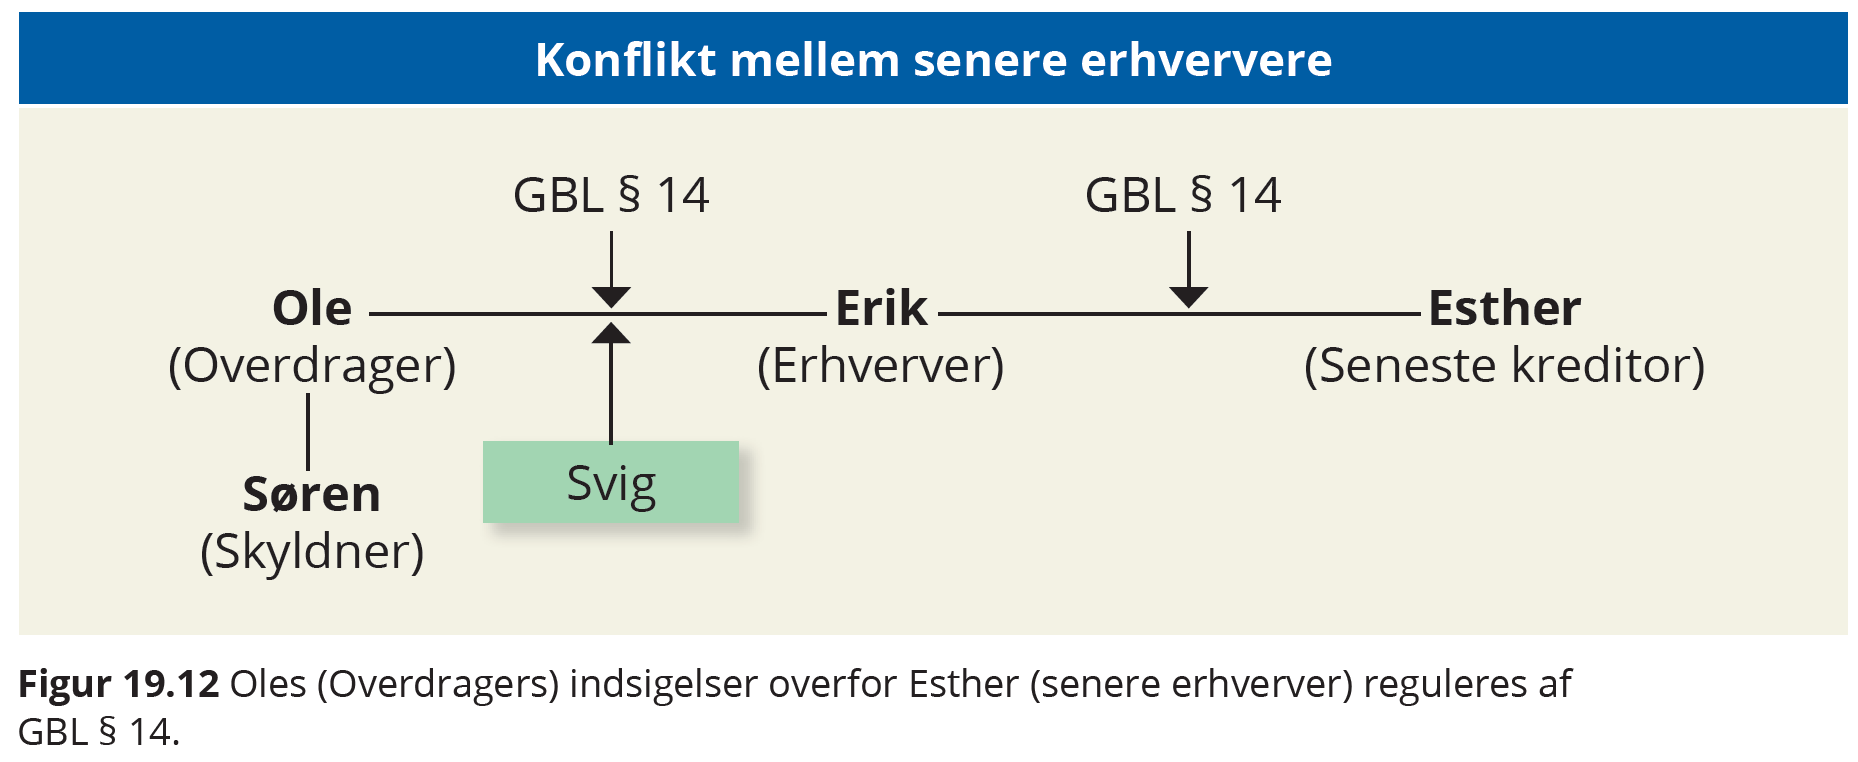 Konflikt mellem senere erhververe
GBL § 14
GBL § 14
Ole
Erik
Esther
(Overdrager)
(Erhverver)
(Seneste kreditor)
Søren
(Skyldner)
Svig
Figur 19.12 Oles (Overdragers) indsigelser overfor Esther (senere erhverver) reguleres af
GBL § 14.